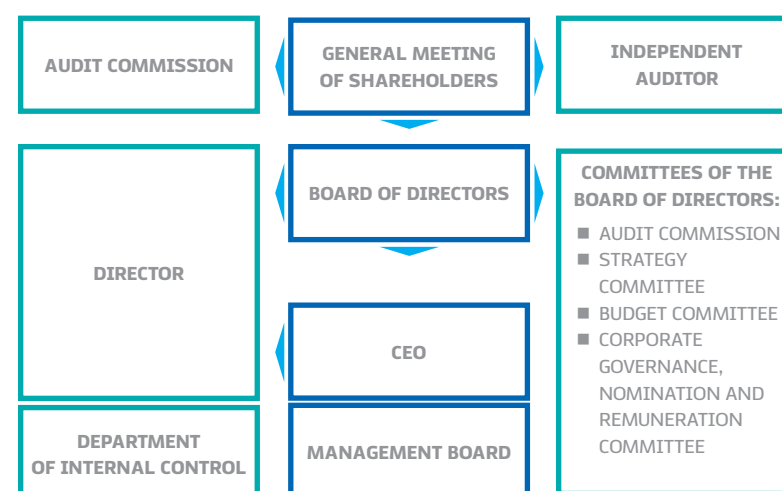 AUDIT COMMISSION
GENERAL MEETING
OF SHAREHOLDERS
INDEPENDENT
AUDITOR
DIRECTOR
BOARD OF DIRECTORS
COMMITTEES OF THE
BOARD OF DIRECTORS:
■ AUDIT COMMISSION
■ STRATEGY
COMMITTEE
■ BUDGET COMMITTEE
■ CORPORATE
GOVERNANCE,
NOMINATION AND
REMUNERATION
COMMITTEE
CEO
DEPARTMENT
OF INTERNAL CONTROL
MANAGEMENT BOARD